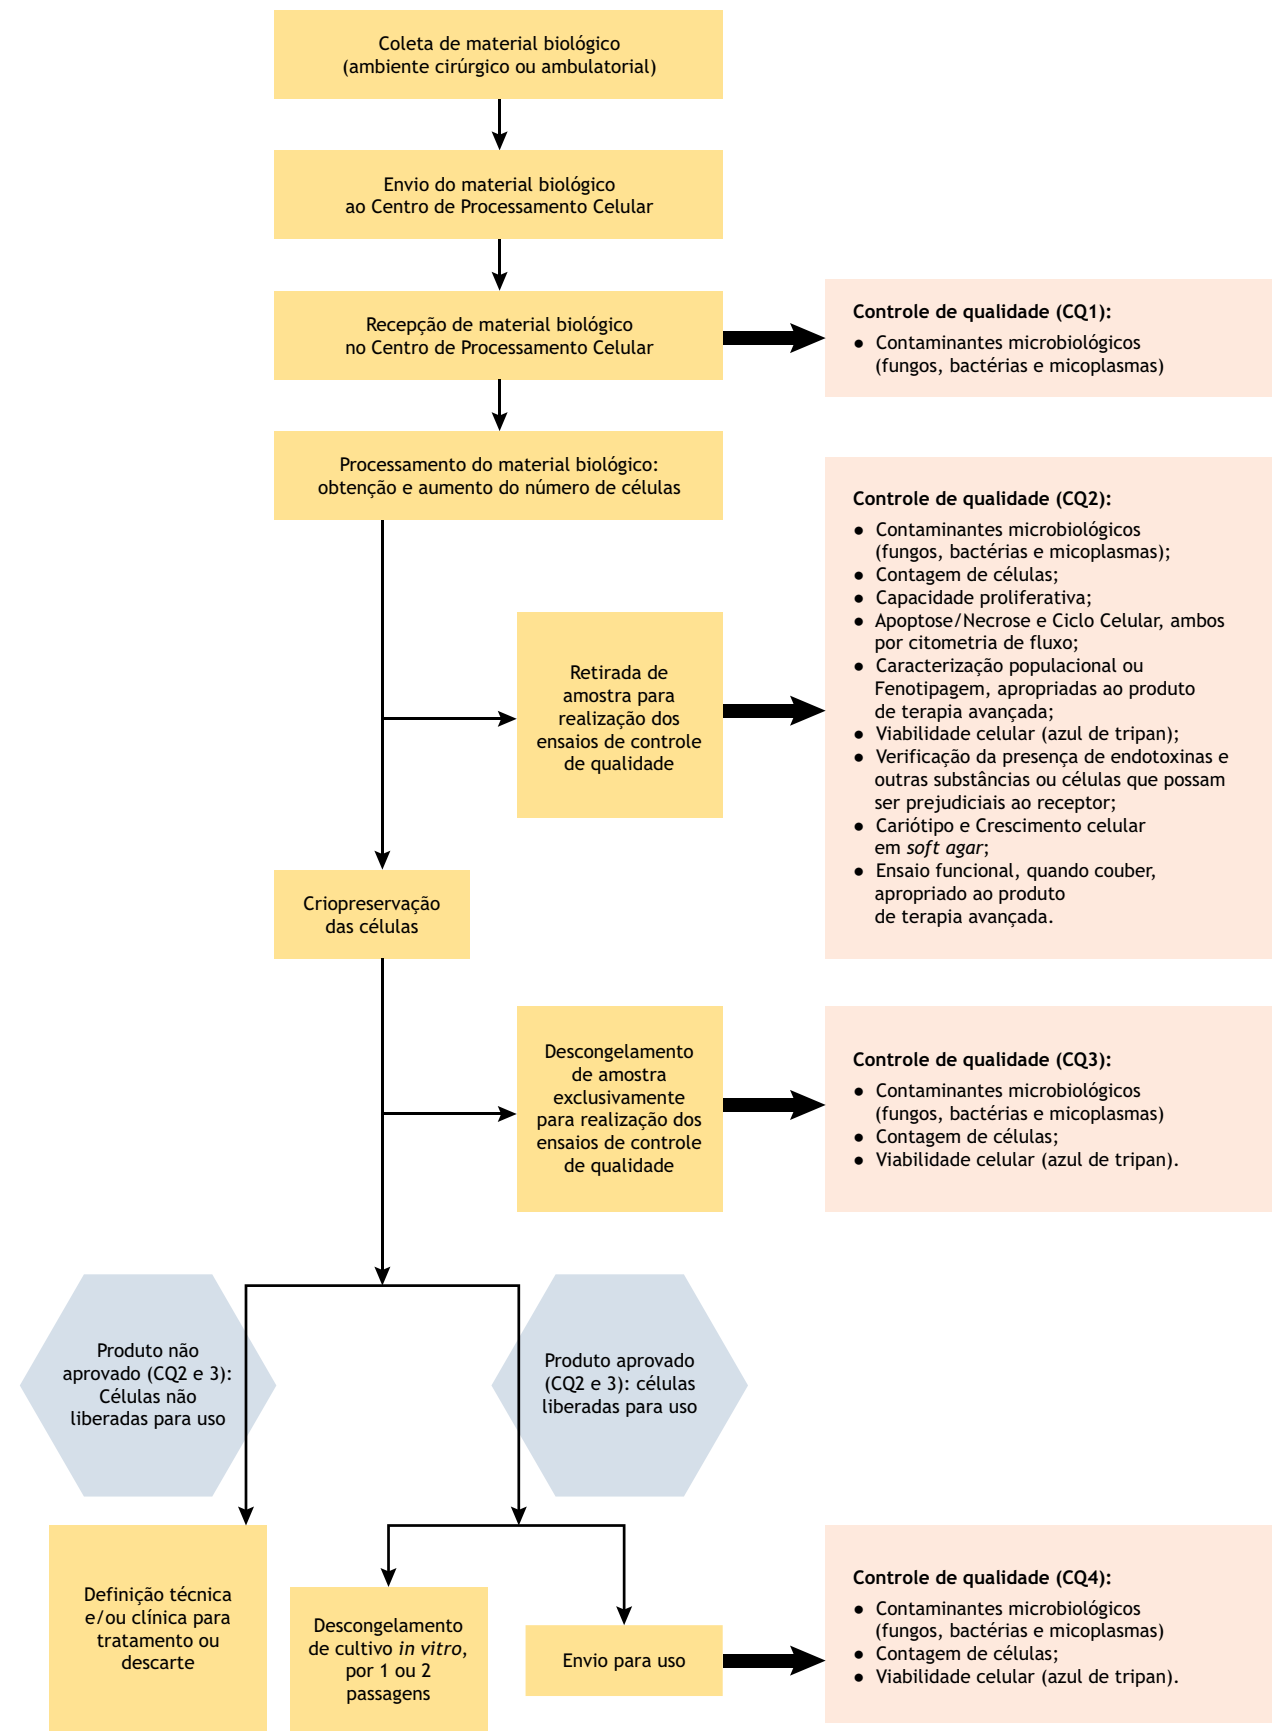 Coleta de material biológico
(ambiente cirúrgico ou ambulatorial)
Envio do material biológico
ao Centro de Processamento Celular
Recepção de material biológico
no Centro de Processamento Celular
Controle de qualidade (CQ1):
● Contaminantes microbiológicos
(fungos, bactérias e micoplasmas)
Processamento do material biológico:
obtenção e aumento do número de células
Retirada de
amostra para
realização dos
ensaios de controle
de qualidade
Controle de qualidade (CQ2):
● Contaminantes microbiológicos
(fungos, bactérias e micoplasmas);
● Contagem de células;
● Capacidade proliferativa;
● Apoptose/Necrose e Ciclo Celular, ambos
por citometria de fluxo;
● Caracterização populacional ou
Fenotipagem, apropriadas ao produto
de terapia avançada;
● Viabilidade celular (azul de tripan);
● Verificação da presença de endotoxinas e
outras substâncias ou células que possam
ser prejudiciais ao receptor;
● Cariótipo e Crescimento celular
em soft agar;
● Ensaio funcional, quando couber,
apropriado ao produto
de terapia avançada.
Criopreservação
das células
Descongelamento
de amostra
exclusivamente
para realização dos
ensaios de controle
de qualidade
Controle de qualidade (CQ3):
● Contaminantes microbiológicos
(fungos, bactérias e micoplasmas)
● Contagem de células;
● Viabilidade celular (azul de tripan).
Produto não
aprovado (CQ2 e 3):
Células não
liberadas para uso
Produto aprovado
(CQ2 e 3): células
liberadas para uso
Definição técnica
e/ou clínica para
tratamento ou
descarte
Descongelamento
de cultivo in vitro,
por 1 ou 2
passagens
Envio para uso
Controle de qualidade (CQ4):
● Contaminantes microbiológicos
(fungos, bactérias e micoplasmas)
● Contagem de células;
● Viabilidade celular (azul de tripan).